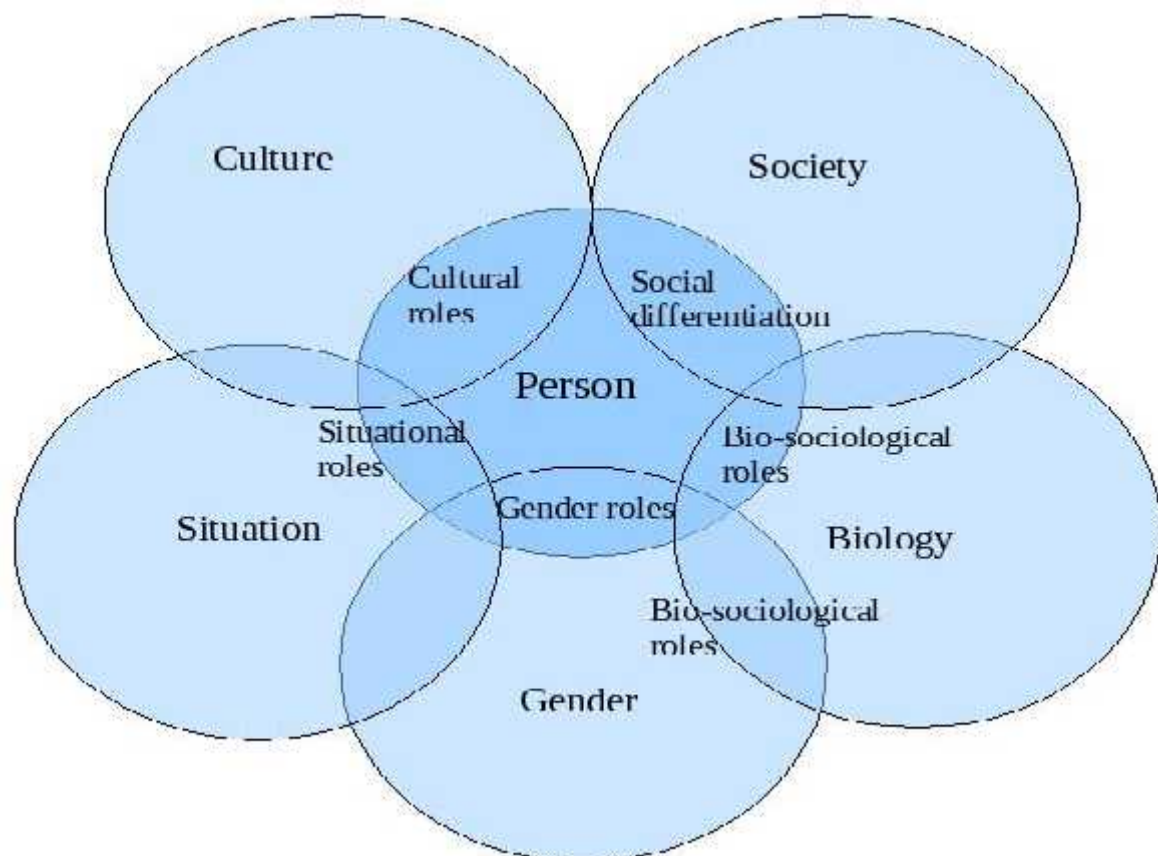 Culture
Society
Cultural
roles
Social
differentiation
Person
Situational
roles
Bio-sociological
roles
Gender roles
Situation
Biology
Bio-sociological
roles
Gender